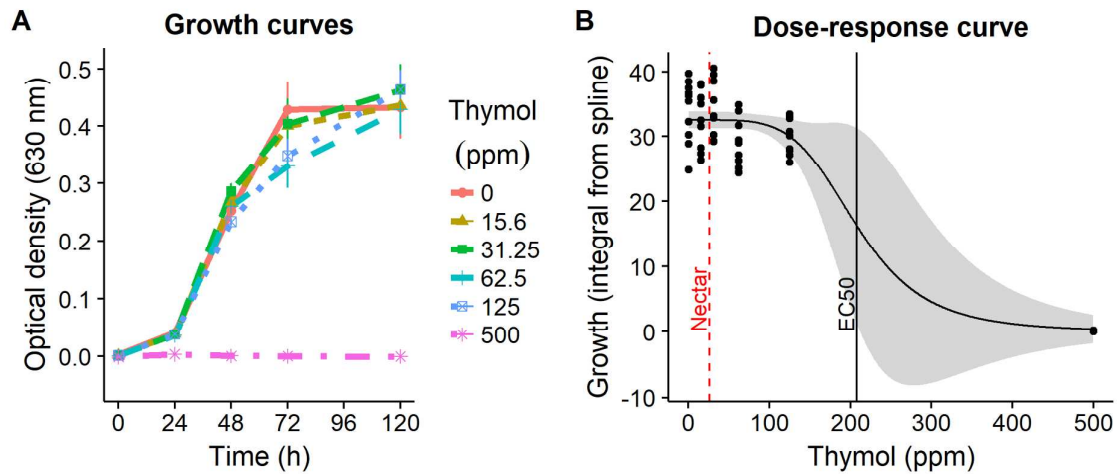 A
Growth curves
Optical density (630 nm)
0.5
0.4
0.3
0.2
0.1
0.0
0 24 48 72 96 120
Time (h)
Thymol
(ppm)
0
15.6
31.25
62.5
125
500
B
Dose-response curve
Growth (integral from spline)
40
30
20
10
0
-10
Nectar
EC50
0 100 200 300 400 500
Thymol (ppm)